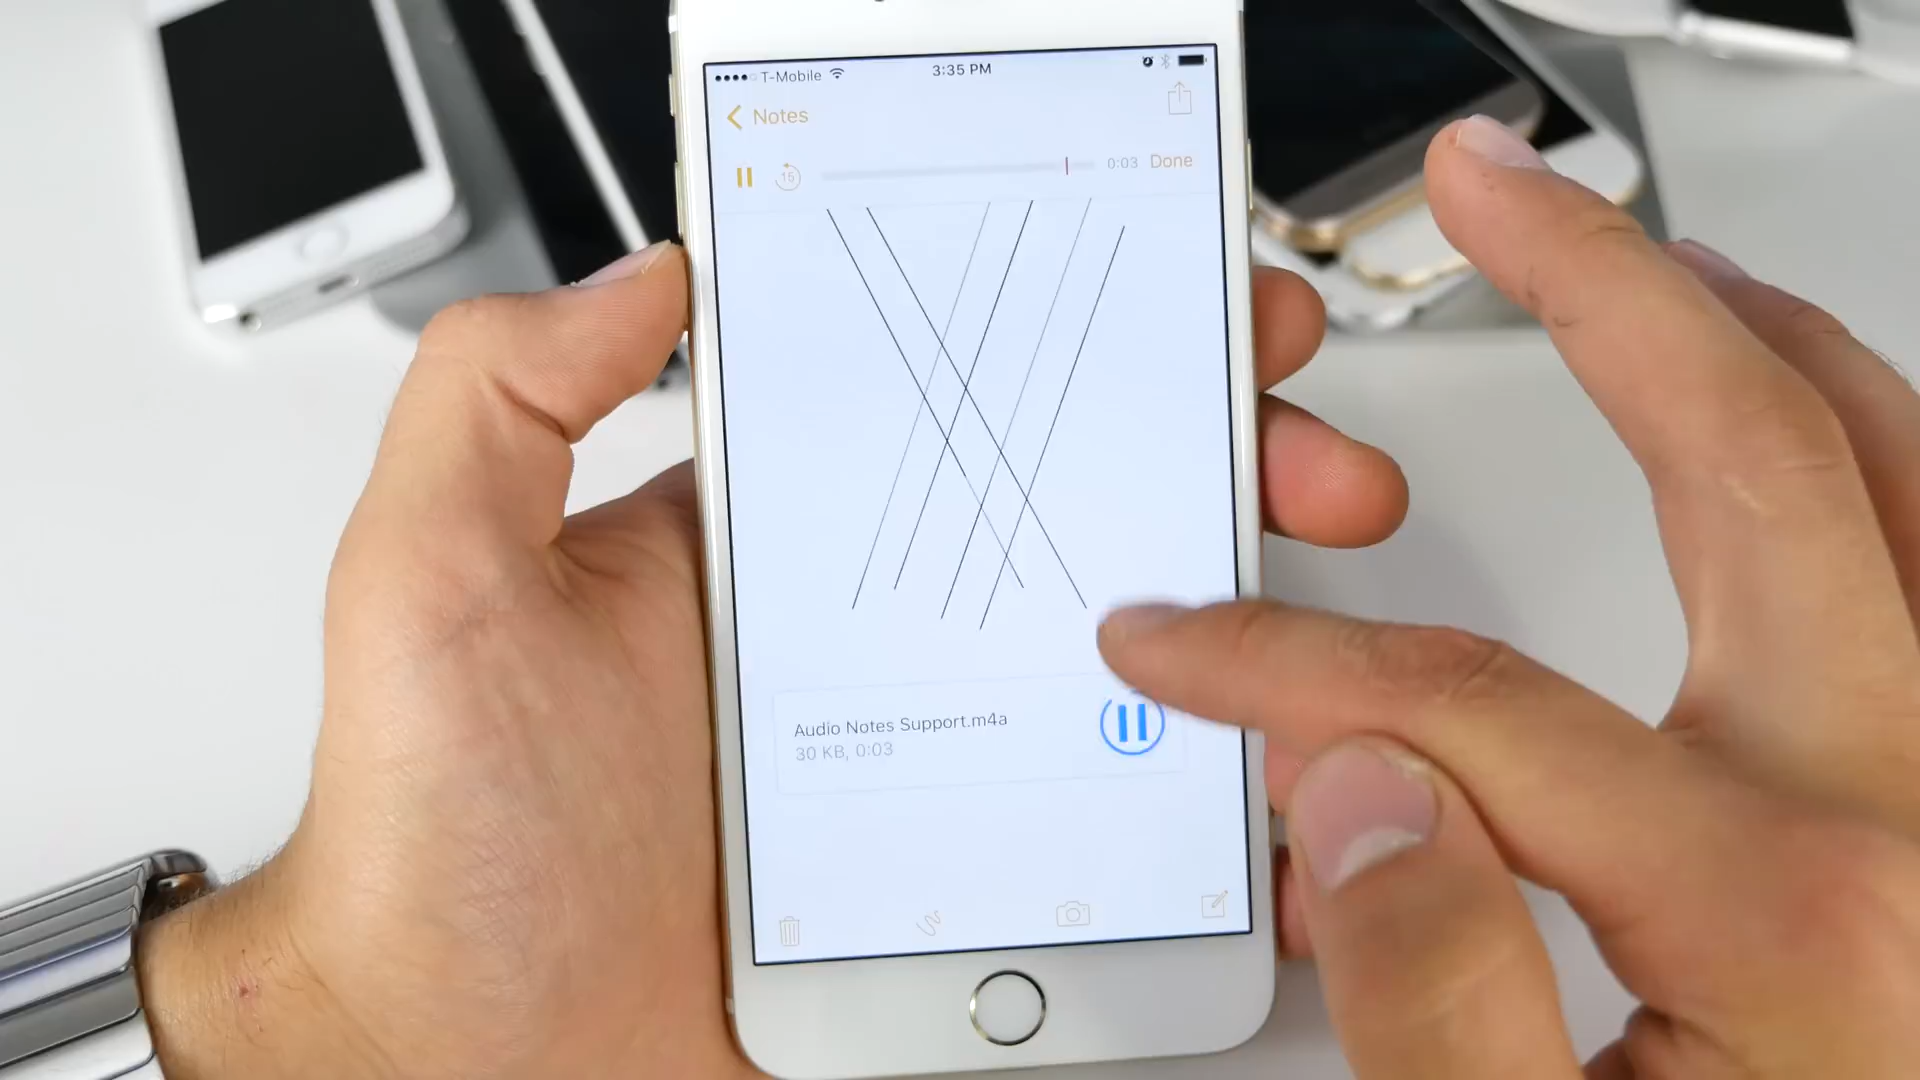 T-Mobile 3:35 PM
Notes
15 0:03 Done
Audio Notes Support.m4a
30 KB, 0:03